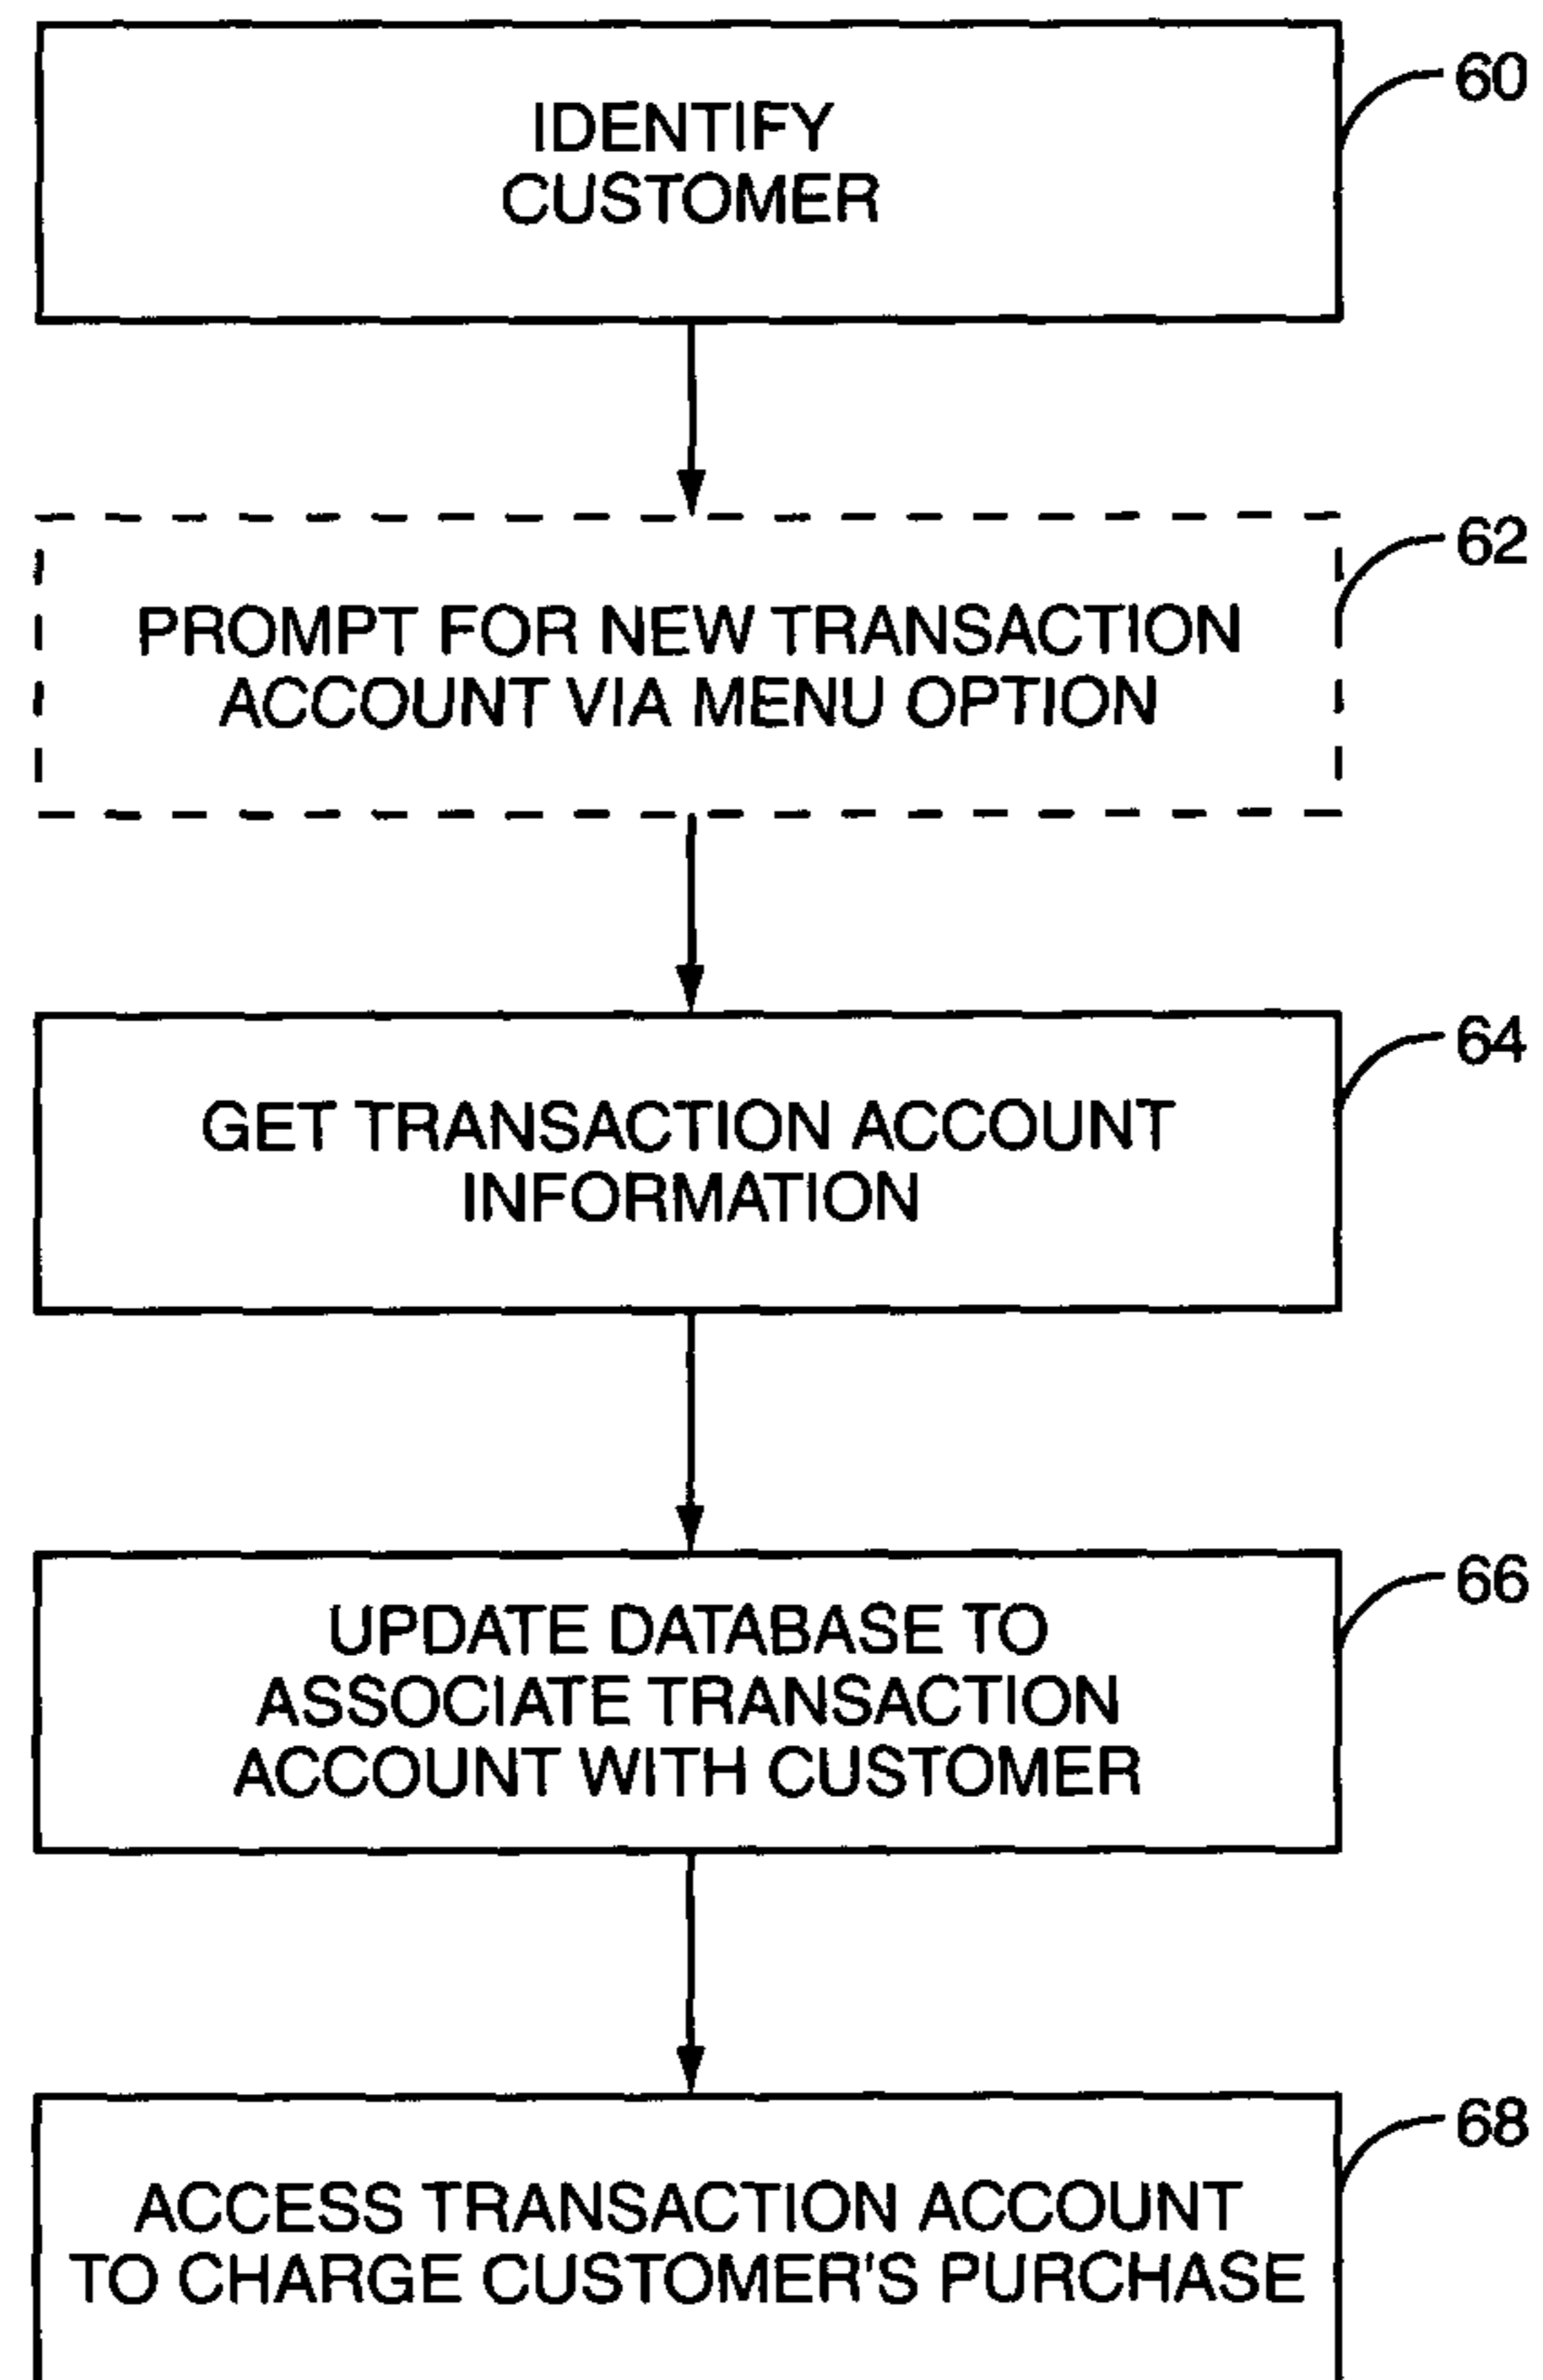 IDENTIFY
CUSTOMER
60
PROMPT FOR NEW TRANSACTION
ACCOUNT VIA MENU OPTION
62
GET TRANSACTION ACCOUNT
INFORMATION
64
UPDATE DATABASE TO
ASSOCIATE TRANSACTION
ACCOUNT WITH CUSTOMER
66
ACCESS TRANSACTION ACCOUNT
TO CHARGE CUSTOMER'S PURCHASE
68